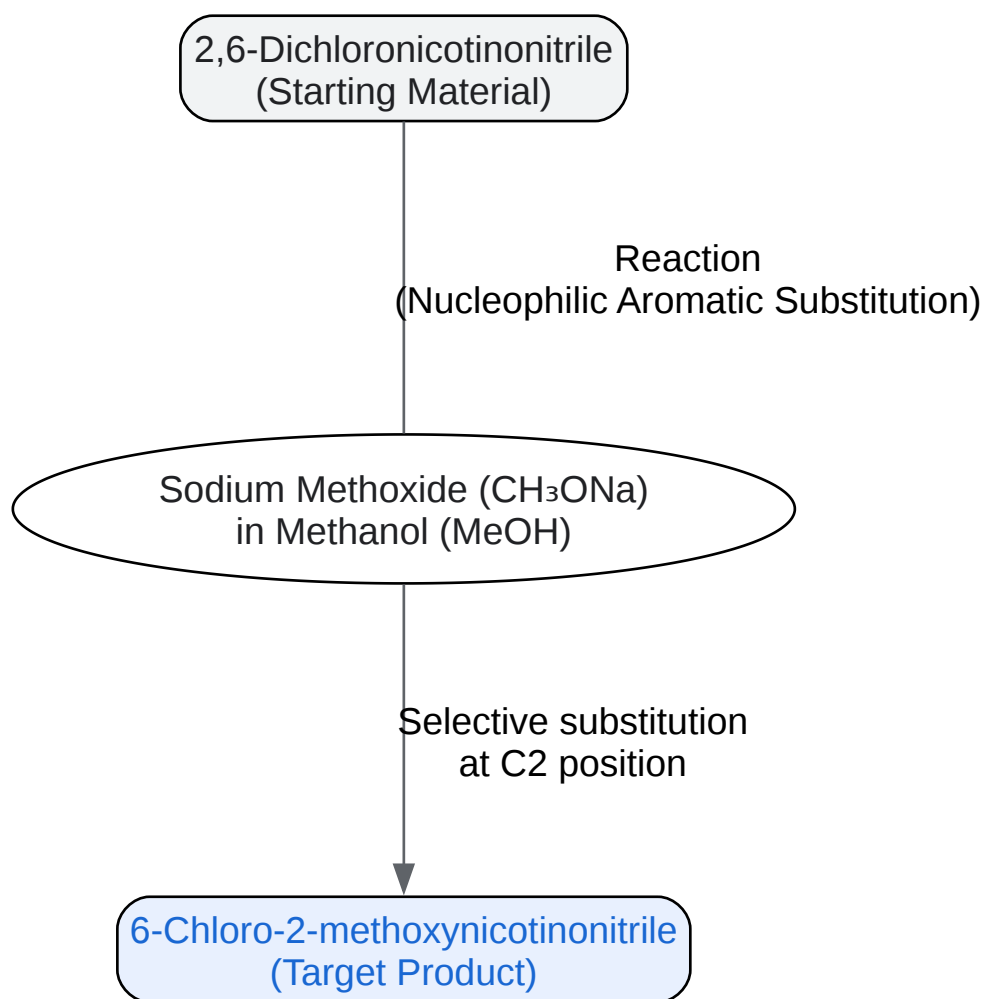 2,6-Dichloronicotinonitrile
(Starting Material)
Reaction
(Nucleophilic Aromatic Substitution)
Sodium Methoxide (CH₃ONa)
in Methanol (MeOH)
Selective substitution
at C2 position
6-Chloro-2-methoxynicotinonitrile
(Target Product)